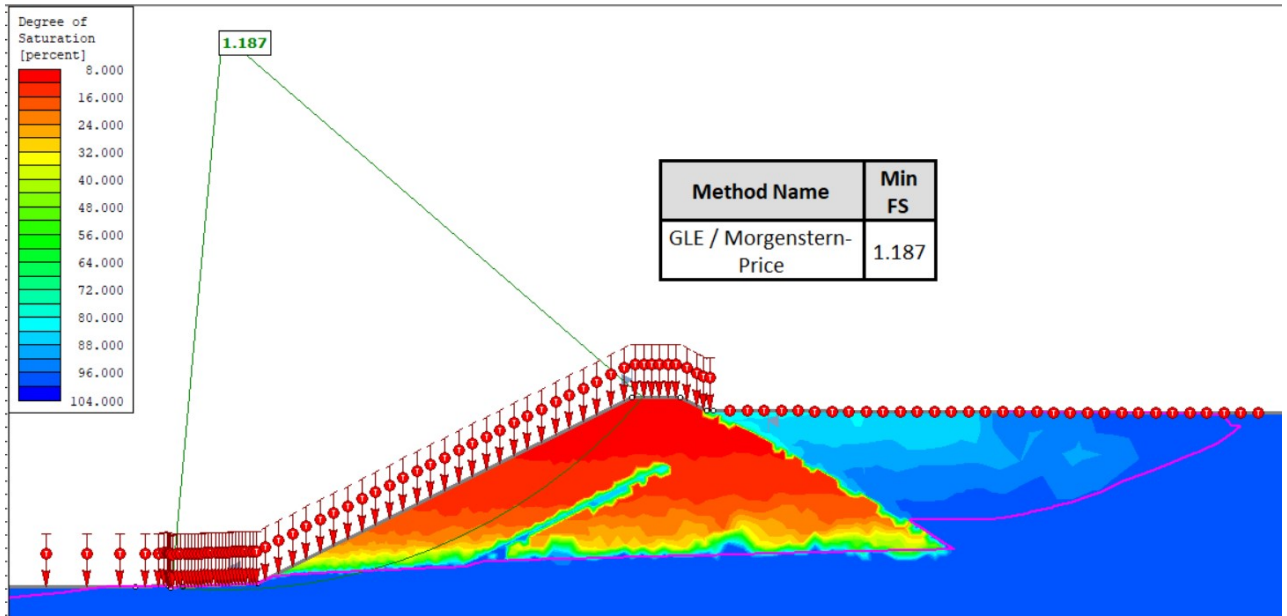 Degree of
Saturation
[percent]
8.000
16.000
24.000
32.000
40.000
48.000
56.000
64.000
72.000
80.000
88.000
96.000
104.000
1.187
Method Name
Min
FS
GLE / Morgenstern-
Price
1.187